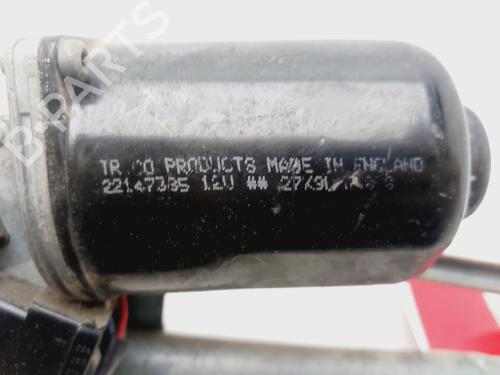 PRODUCTS MADE IN ENGLAND
22147385 12V **
B-PARTS